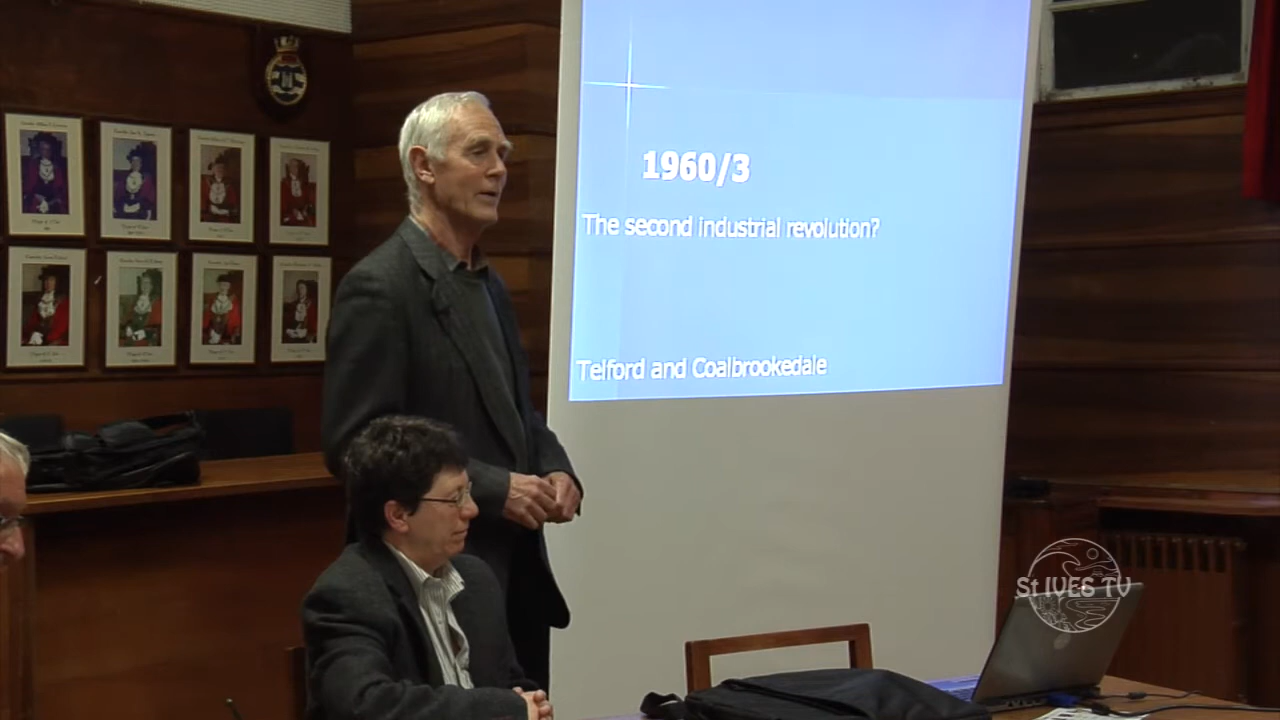 1960/3
The second industrial revolution?
Telford and Coalbrookedale
St IVES TV